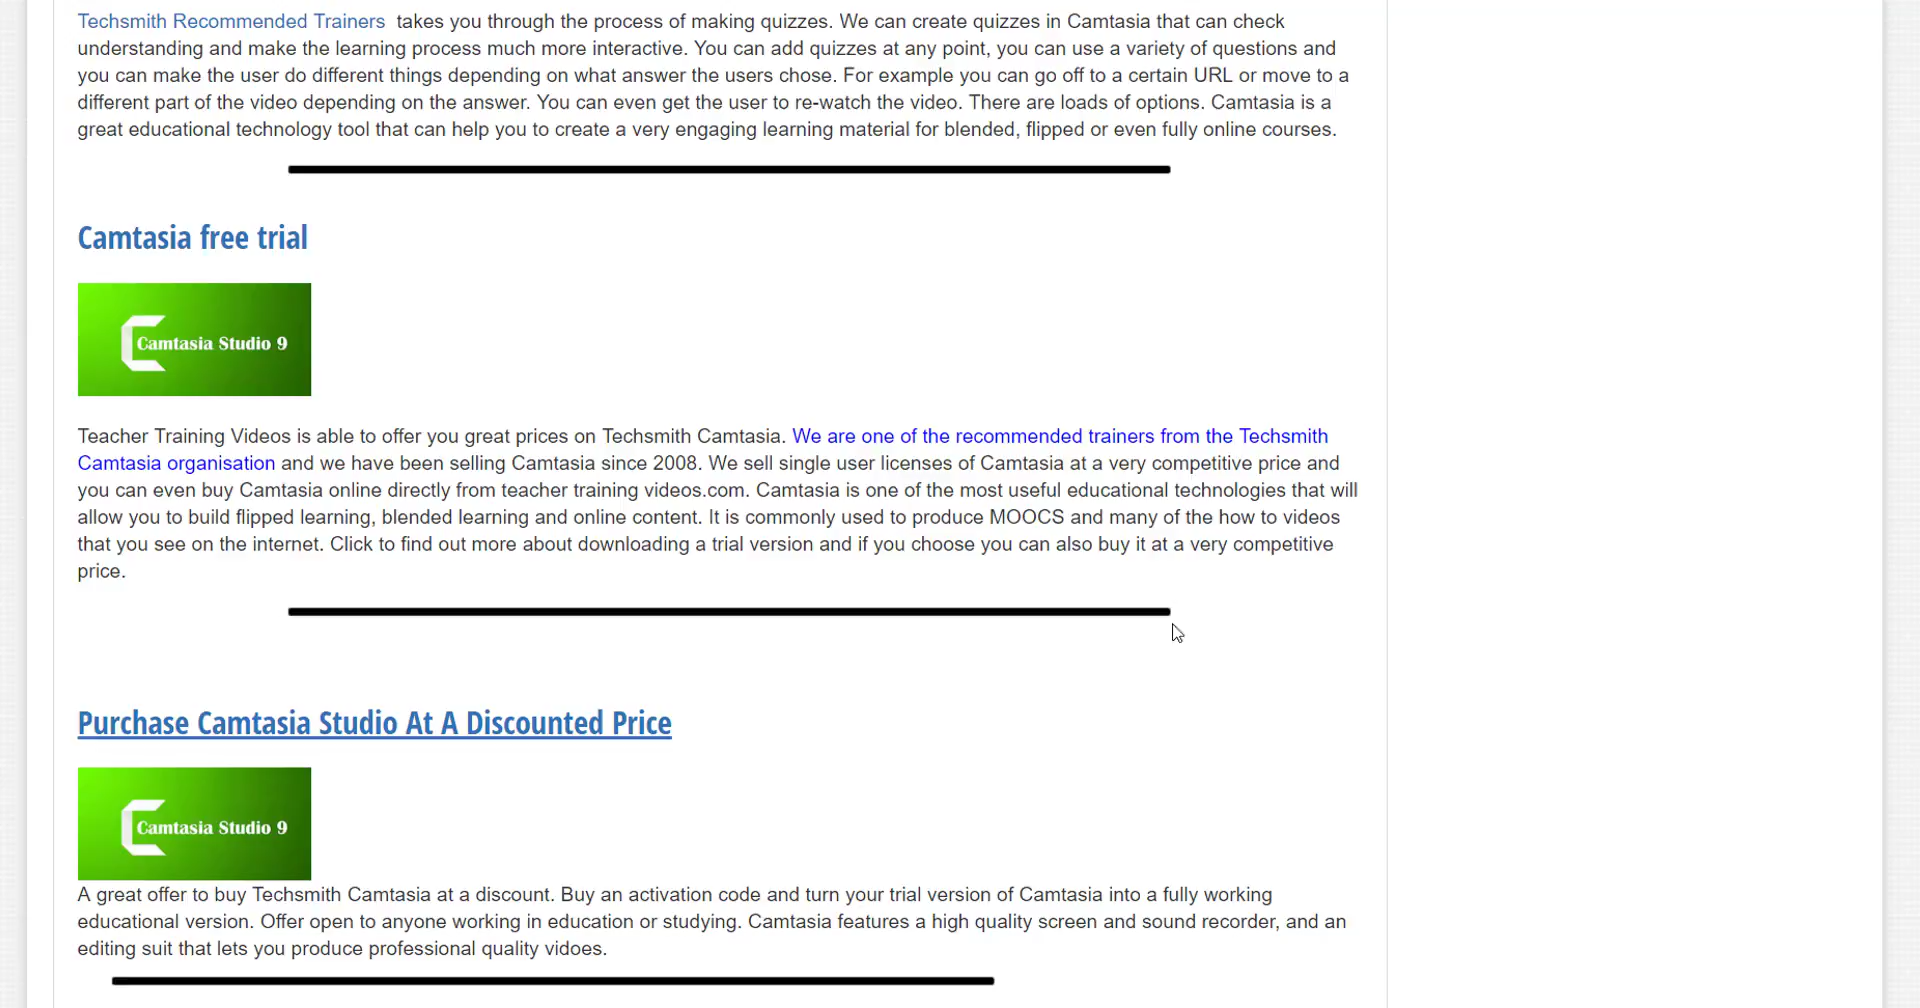 Techsmith Recommended Trainers takes you through the process of making quizzes. We can create quizzes in Camtasia that can check
understanding and make the learning process much more interactive. You can add quizzes at any point, you can use a variety of questions and
you can make the user do different things depending on what answer the users chose. For example you can go off to a certain URL or move to a
different part of the video depending on the answer. You can even get the user to re-watch the video. There are loads of options. Camtasia is a
great educational technology tool that can help you to create a very engaging learning material for blended, flipped or even fully online courses.
Camtasia free trial
Camtasia Studio 9
Teacher Training Videos is able to offer you great prices on Techsmith Camtasia. We are one of the recommended trainers from the Techsmith
Camtasia organisation and we have been selling Camtasia since 2008. We sell single user licenses of Camtasia at a very competitive price and
you can even buy Camtasia online directly from teacher training videos.com. Camtasia is one of the most useful educational technologies that will
allow you to build flipped learning, blended learning and online content. It is commonly used to produce MOOCS and many of the how to videos
that you see on the internet. Click to find out more about downloading a trial version and if you choose you can also buy it at a very competitive
price.
Purchase Camtasia Studio At A Discounted Price
Camtasia Studio 9
A great offer to buy Techsmith Camtasia at a discount. Buy an activation code and turn your trial version of Camtasia into a fully working
educational version. Offer open to anyone working in education or studying. Camtasia features a high quality screen and sound recorder, and an
editing suit that lets you produce professional quality vidoes.